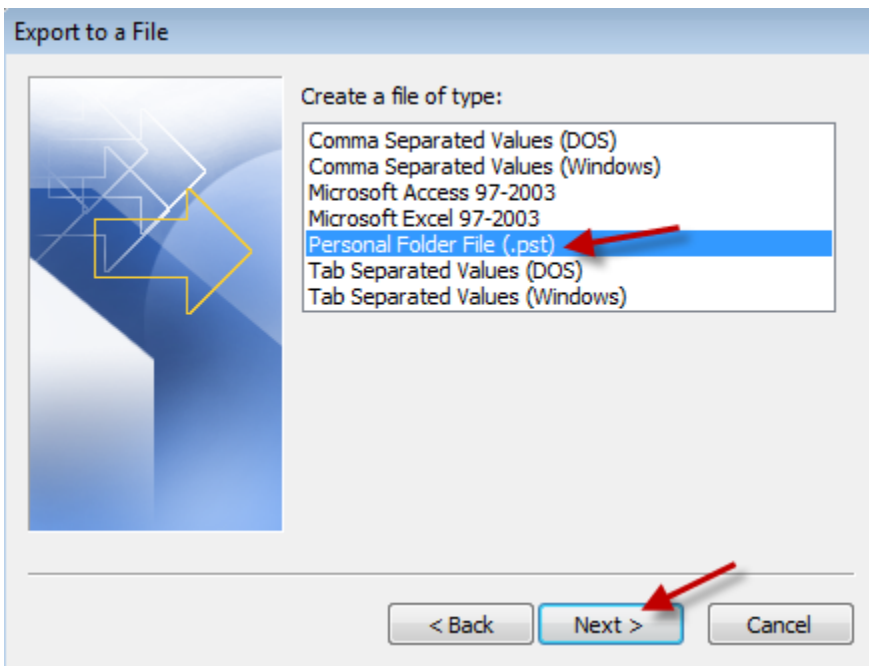 Export to a File
Create a file of type:
Comma Separated Values (DOS)
Comma Separated Values (Windows)
Microsoft Access 97-2003
Microsoft Excel 97-2003
Personal Folder File (.pst)
Tab Separated Values (DOS)
Tab Separated Values (Windows)
< Back Next > Cancel